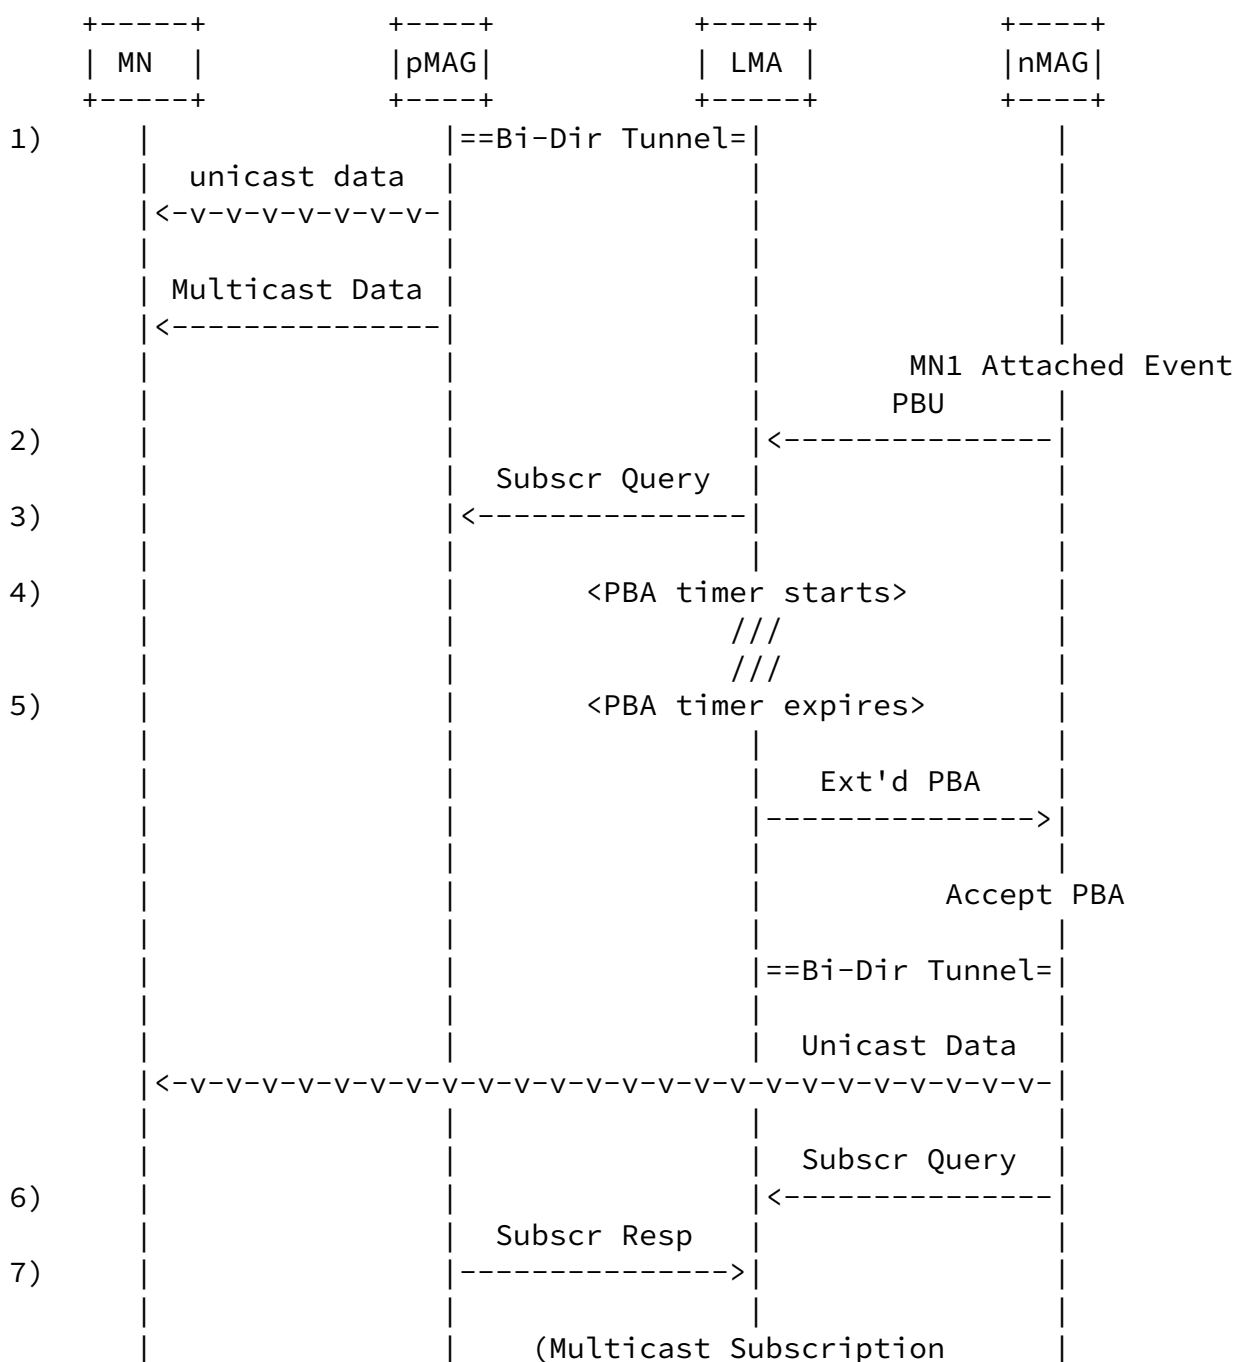 +-----+          +----+           +-----+          +----+
     | MN  |          |pMAG|           | LMA |          |nMAG|
     +-----+          +----+           +-----+          +----+
1)      |                |==Bi-Dir Tunnel=|                |
        |  unicast data  |                |                |
        |<-v-v-v-v-v-v-v-|                |                |
        |                |                |                |
        | Multicast Data |                |                |
        |<---------------|                |                |
        |                |                |        MN1 Attached Event
        |                |                |       PBU      |
2)      |                |                |<---------------|
        |                |  Subscr Query  |                |
3)      |                |<---------------|                |
        |                |                |                |
4)      |                |       <PBA timer starts>        |
        |                |               ///               |
        |                |               ///               |
5)      |                |       <PBA timer expires>       |
        |                |                |                |
        |                |                |   Ext'd PBA    |
        |                |                |--------------->|
        |                |                |                |
        |                |                |          Accept PBA
        |                |                |                |
        |                |                |==Bi-Dir Tunnel=|
        |                |                |                |
        |                |                |  Unicast Data  |
        |<-v-v-v-v-v-v-v-v-v-v-v-v-v-v-v-v-v-v-v-v-v-v-v-v-|
        |                |                |                |
        |                |                |  Subscr Query  |
6)      |                |                |<---------------|
        |                |  Subscr Resp   |                |
7)      |                |--------------->|                |
        |                |                |                |
        |                |    (Multicast Subscription      |